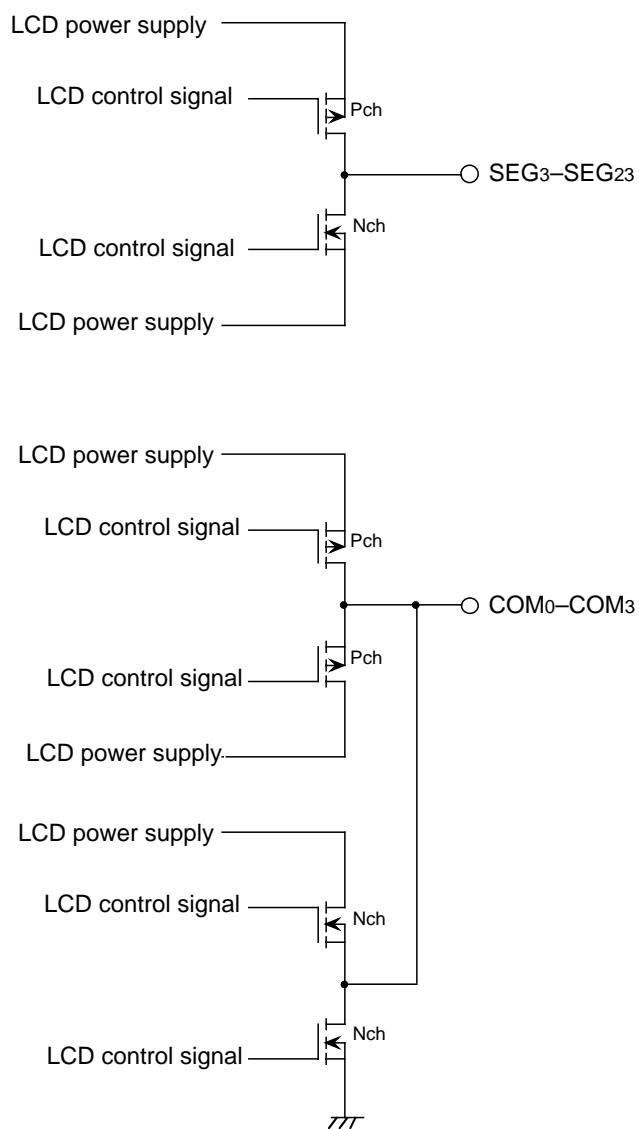 LCD power supply
LCD control signal
Pch
SEG3–SEG23
Nch
LCD control signal
LCD power supply
LCD power supply
LCD control signal
Pch
COM0–COM3
Pch
LCD control signal
LCD power supply
LCD power supply
LCD control signal
Nch
Nch
LCD control signal